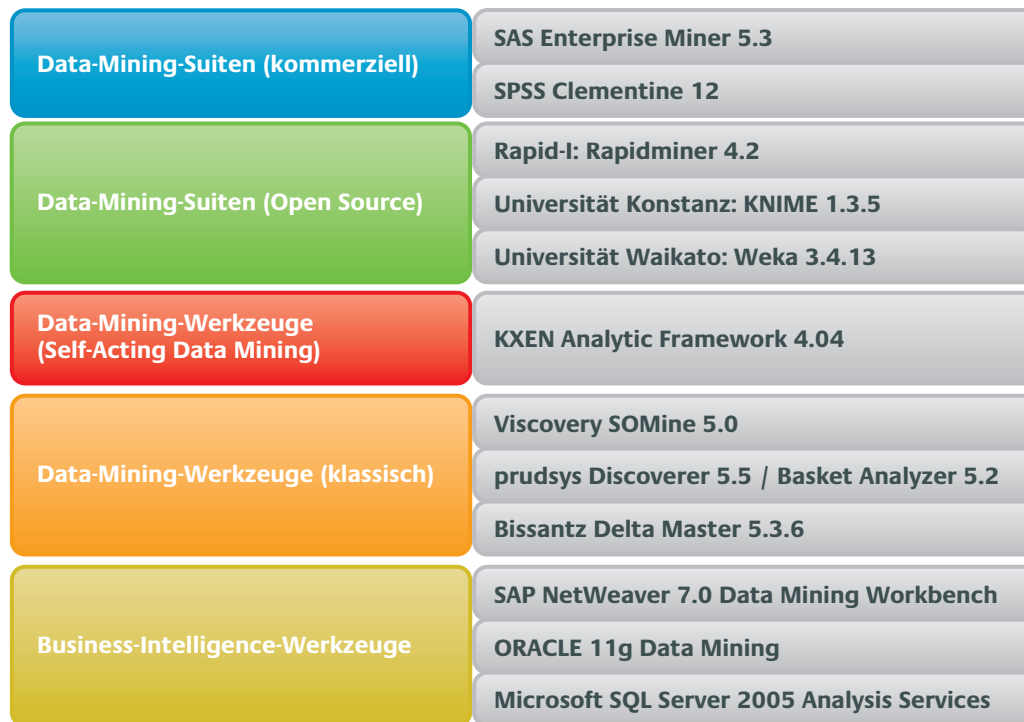 Data-Mining-Suiten (kommerziell)
SAS Enterprise Miner 5.3
SPSS Clementine 12
Data-Mining-Suiten (Open Source)
Rapid-I: Rapidminer 4.2
Universität Konstanz: KNIME 1.3.5
Universität Waikato: Weka 3.4.13
Data-Mining-Werkzeuge
(Self-Acting Data Mining)
KXEN Analytic Framework 4.04
Data-Mining-Werkzeuge (klassisch)
Viscovery SOMine 5.0
prudsys Discoverer 5.5 / Basket Analyzer 5.2
Bissantz Delta Master 5.3.6
Business-Intelligence-Werkzeuge
SAP NetWeaver 7.0 Data Mining Workbench
ORACLE 11g Data Mining
Microsoft SQL Server 2005 Analysis Services